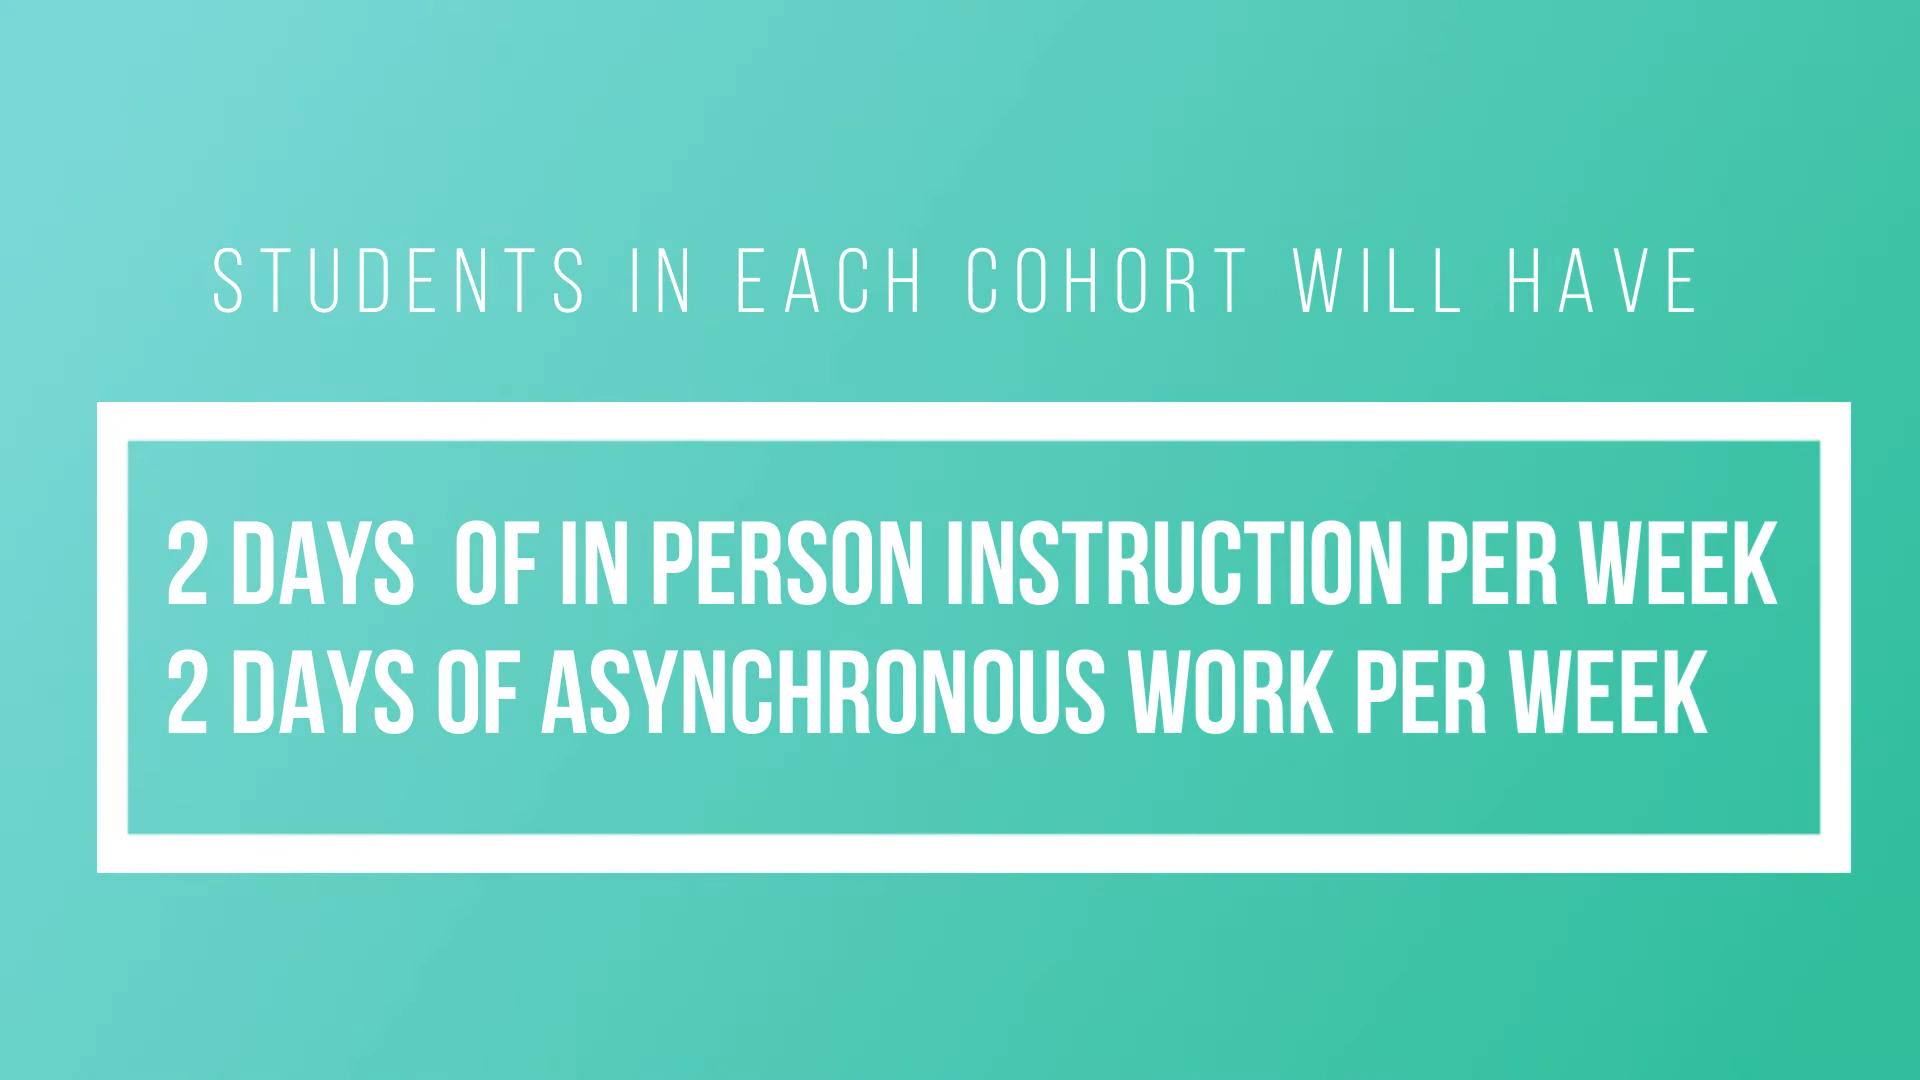 STUDENTS IN EACH COHORT WILL HAVE
2 DAYS  OF IN PERSON INSTRUCTION PER WEEK
2 DAYS OF ASYNCHRONOUS WORK PER WEEK